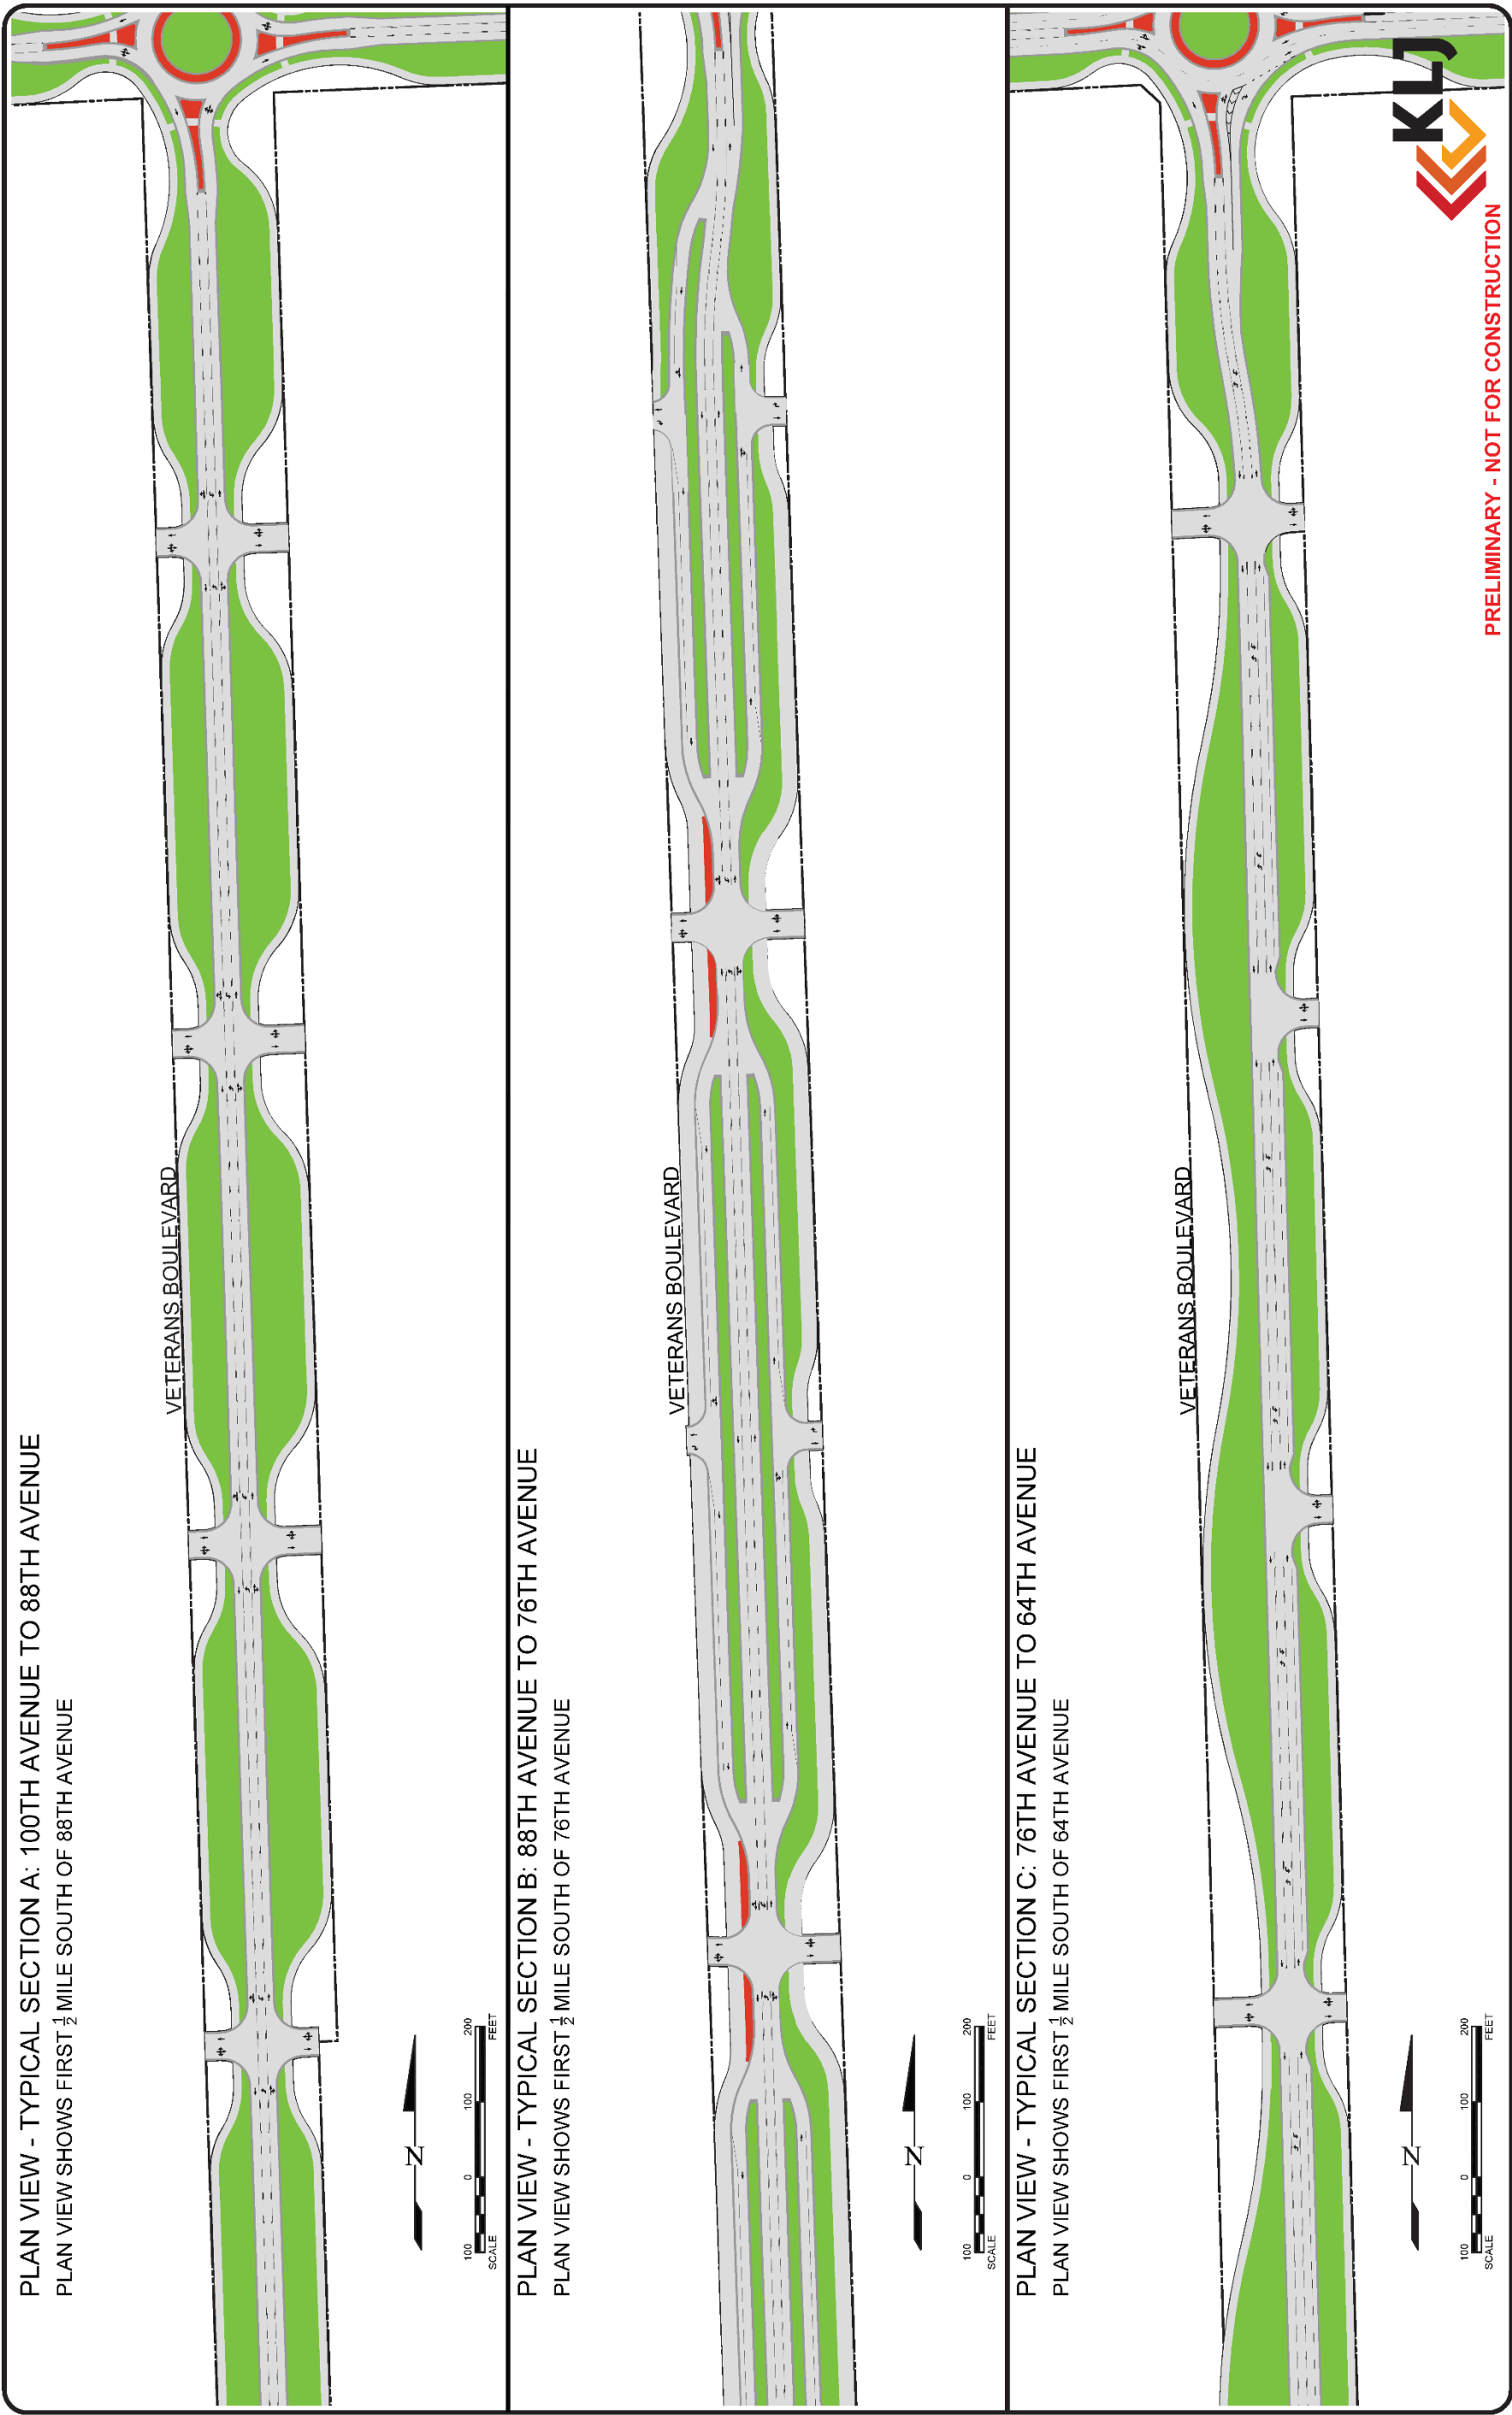 PLAN VIEW - TYPICAL SECTION A: 100TH AVENUE TO 88TH AVENUE
PLAN VIEW SHOWS FIRST 1/2 MILE SOUTH OF 88TH AVENUE
VETERANS BOULEVARD
N
100 0 100 200
SCALE FEET
PLAN VIEW - TYPICAL SECTION B: 88TH AVENUE TO 76TH AVENUE
PLAN VIEW SHOWS FIRST 1/2 MILE SOUTH OF 76TH AVENUE
VETERANS BOULEVARD
N
100 0 100 200
SCALE FEET
PLAN VIEW - TYPICAL SECTION C: 76TH AVENUE TO 64TH AVENUE
PLAN VIEW SHOWS FIRST 1/2 MILE SOUTH OF 64TH AVENUE
VETERANS BOULEVARD
N
100 0 100 200
SCALE FEET
KLJ
PRELIMINARY - NOT FOR CONSTRUCTION